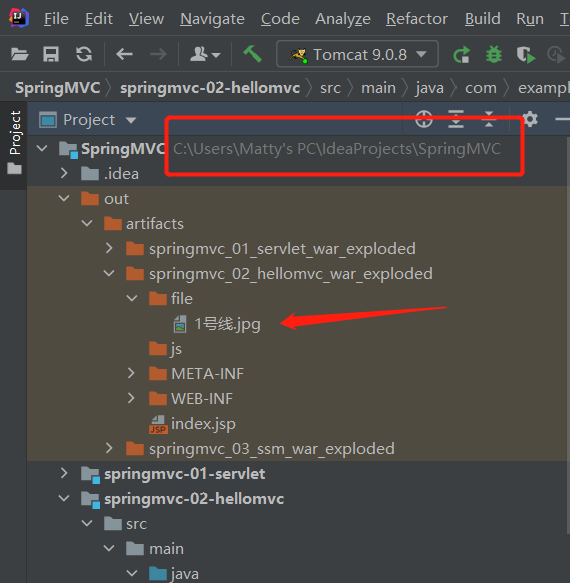 File Edit View Navigate Code Analyze Refactor Build Run
Tomcat 9.0.8
SpringMVC springmvc-02-hellomvc src main java com example
Project
Project
SpringMVC C:\Users\Matty's PC\IdeaProjects\SpringMVC
.idea
out
artifacts
springmvc_01_servlet_war_exploded
springmvc_02_hellomvc_war_exploded
file
1号线.jpg
js
META-INF
WEB-INF
JSP index.jsp
springmvc_03_ssm_war_exploded
springmvc-01-servlet
springmvc-02-hellomvc
src
main
java